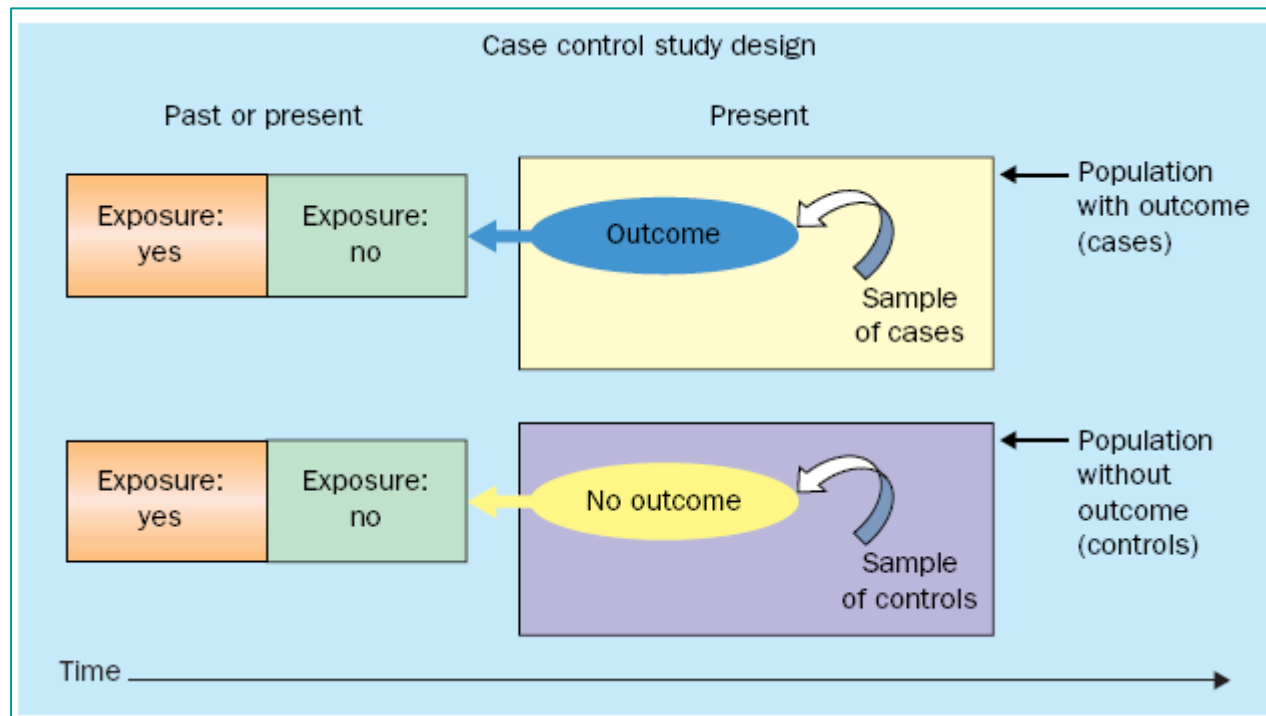 Case control study design
Past or present
Present
Exposure:
yes
Exposure:
no
Outcome
Sample
of cases
Population
with outcome
(cases)
Exposure:
yes
Exposure:
no
No outcome
Sample
of controls
Population
without
outcome
(controls)
Time